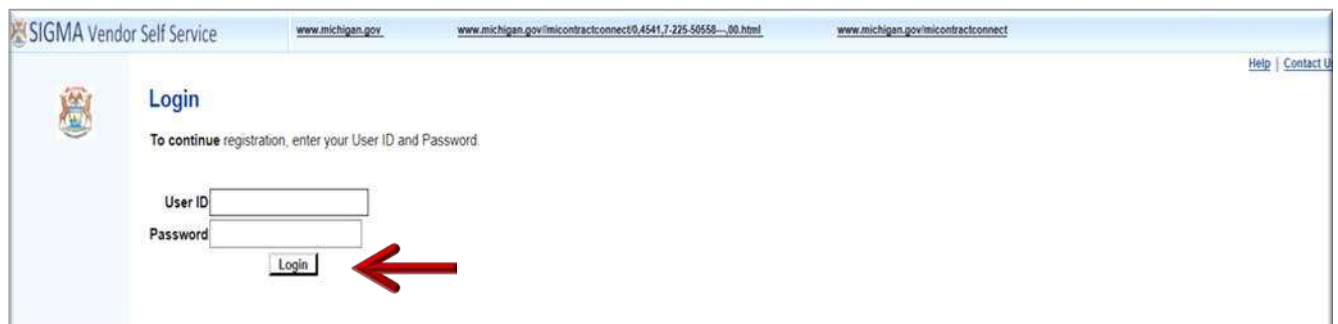 SIGMA Vendor Self Service www.michigan.gov www.michigan.gov//micontractconnect/0,4541,7-225-50558---,00.html www.michigan.gov/micontractconnect
Help | Contact U
Login
To continue registration, enter your User ID and Password.
User ID
Password
Login